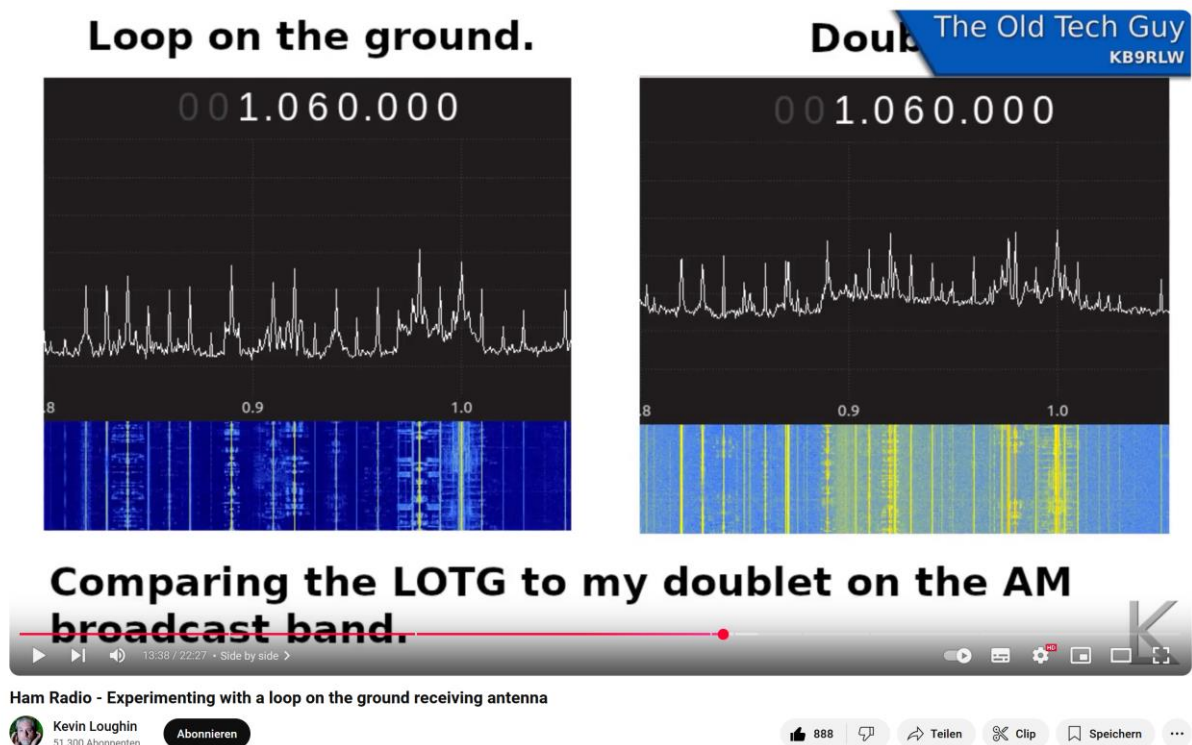 Loop on the ground.
Doub
The Old Tech Guy
KB9RLW
001.060.000
001.060.000
.8 0.9 1.0
.8 0.9 1.0
Comparing the LOTG to my doublet on the AM
broadcast band.
K
13:38 / 22:27 • Side by side
HD
Ham Radio - Experimenting with a loop on the ground receiving antenna
Kevin Loughin
51.300 Abonnenten
Abonnieren
888
Teilen
Clip
Speichern